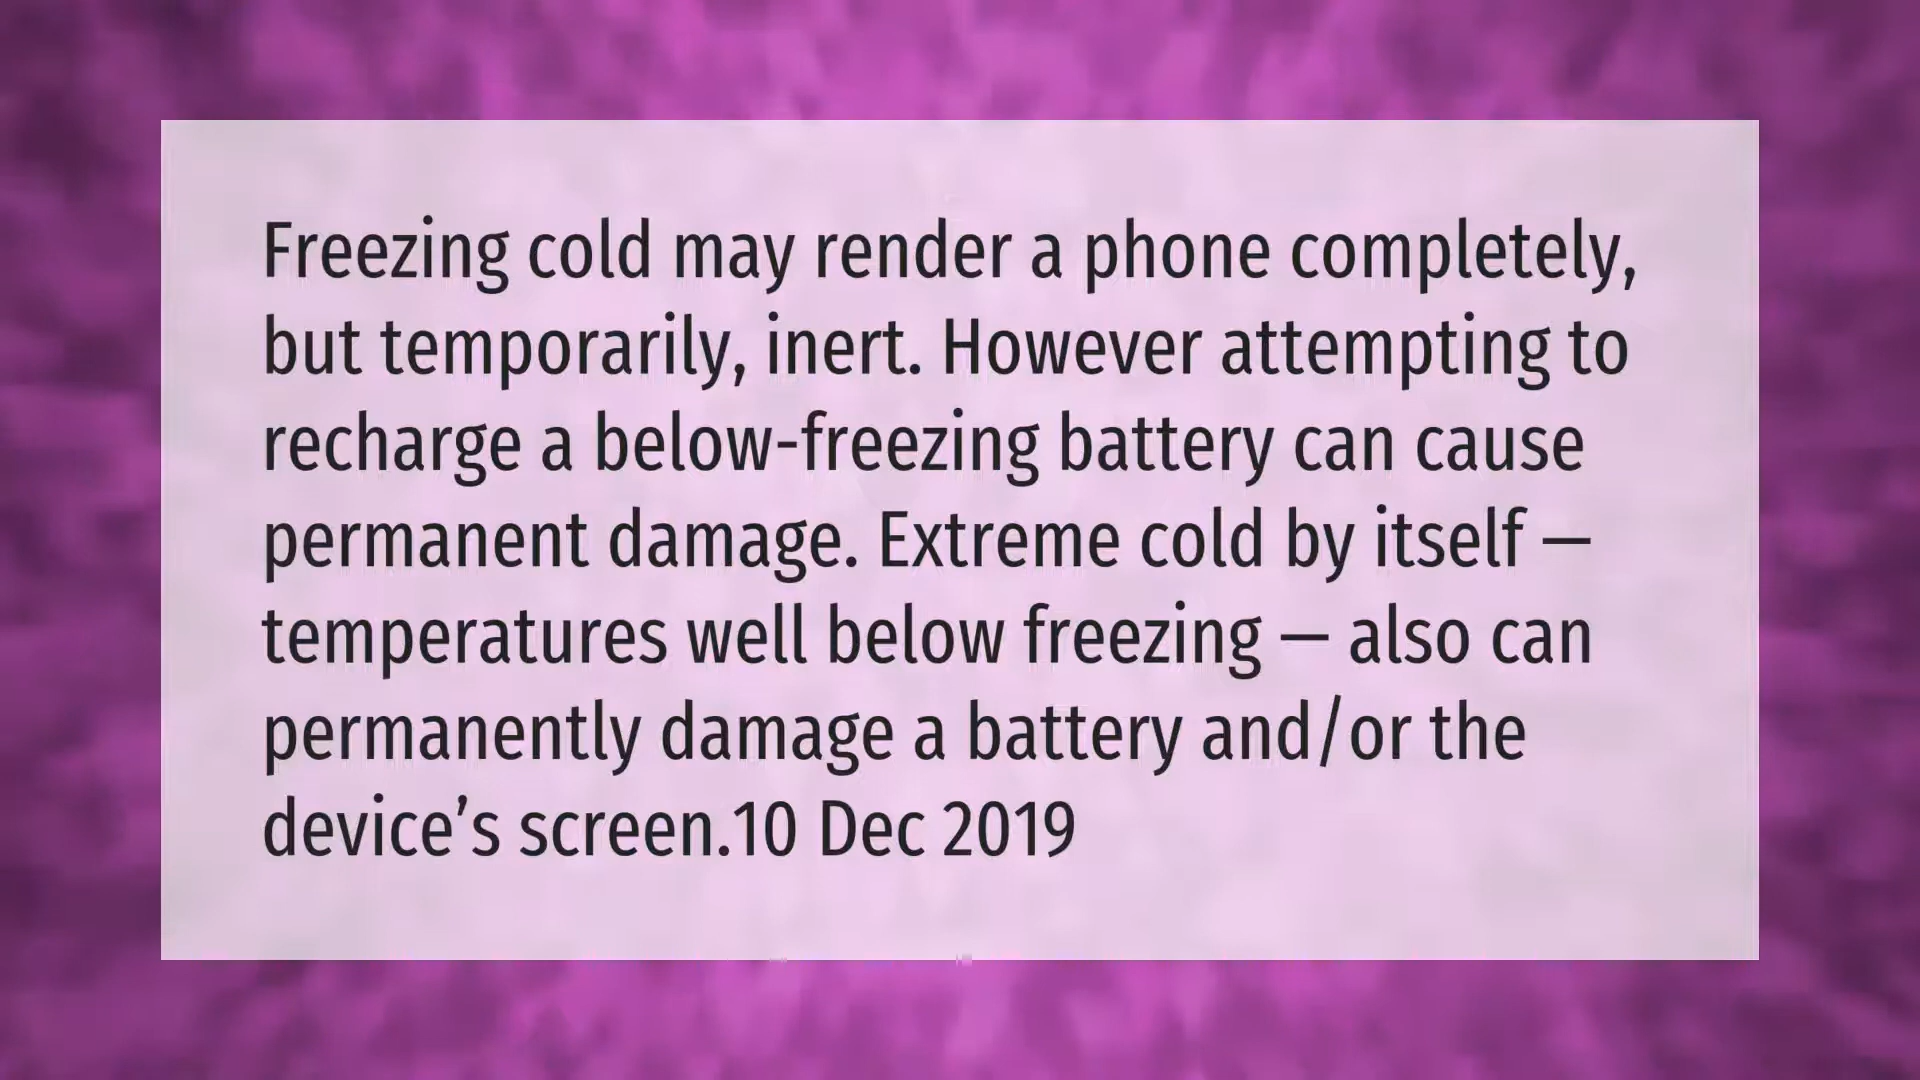 Freezing cold may render a phone completely,
but temporarily, inert. However attempting to
recharge a below-freezing battery can cause
permanent damage. Extreme cold by itself —
temperatures well below freezing — also can
permanently damage a battery and/or the
device’s screen.10 Dec 2019